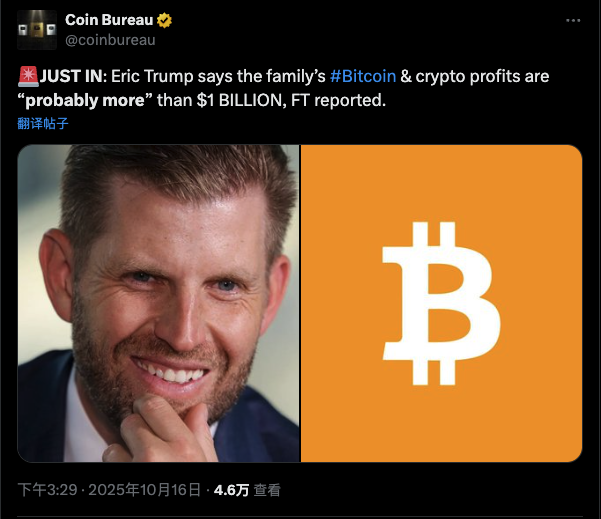 Coin Bureau
@coinbureau
🚨JUST IN: Eric Trump says the family’s #Bitcoin & crypto profits are
“probably more” than $1 BILLION, FT reported.
翻译帖子
下午3:29 · 2025年10月16日 · 4.6万 查看